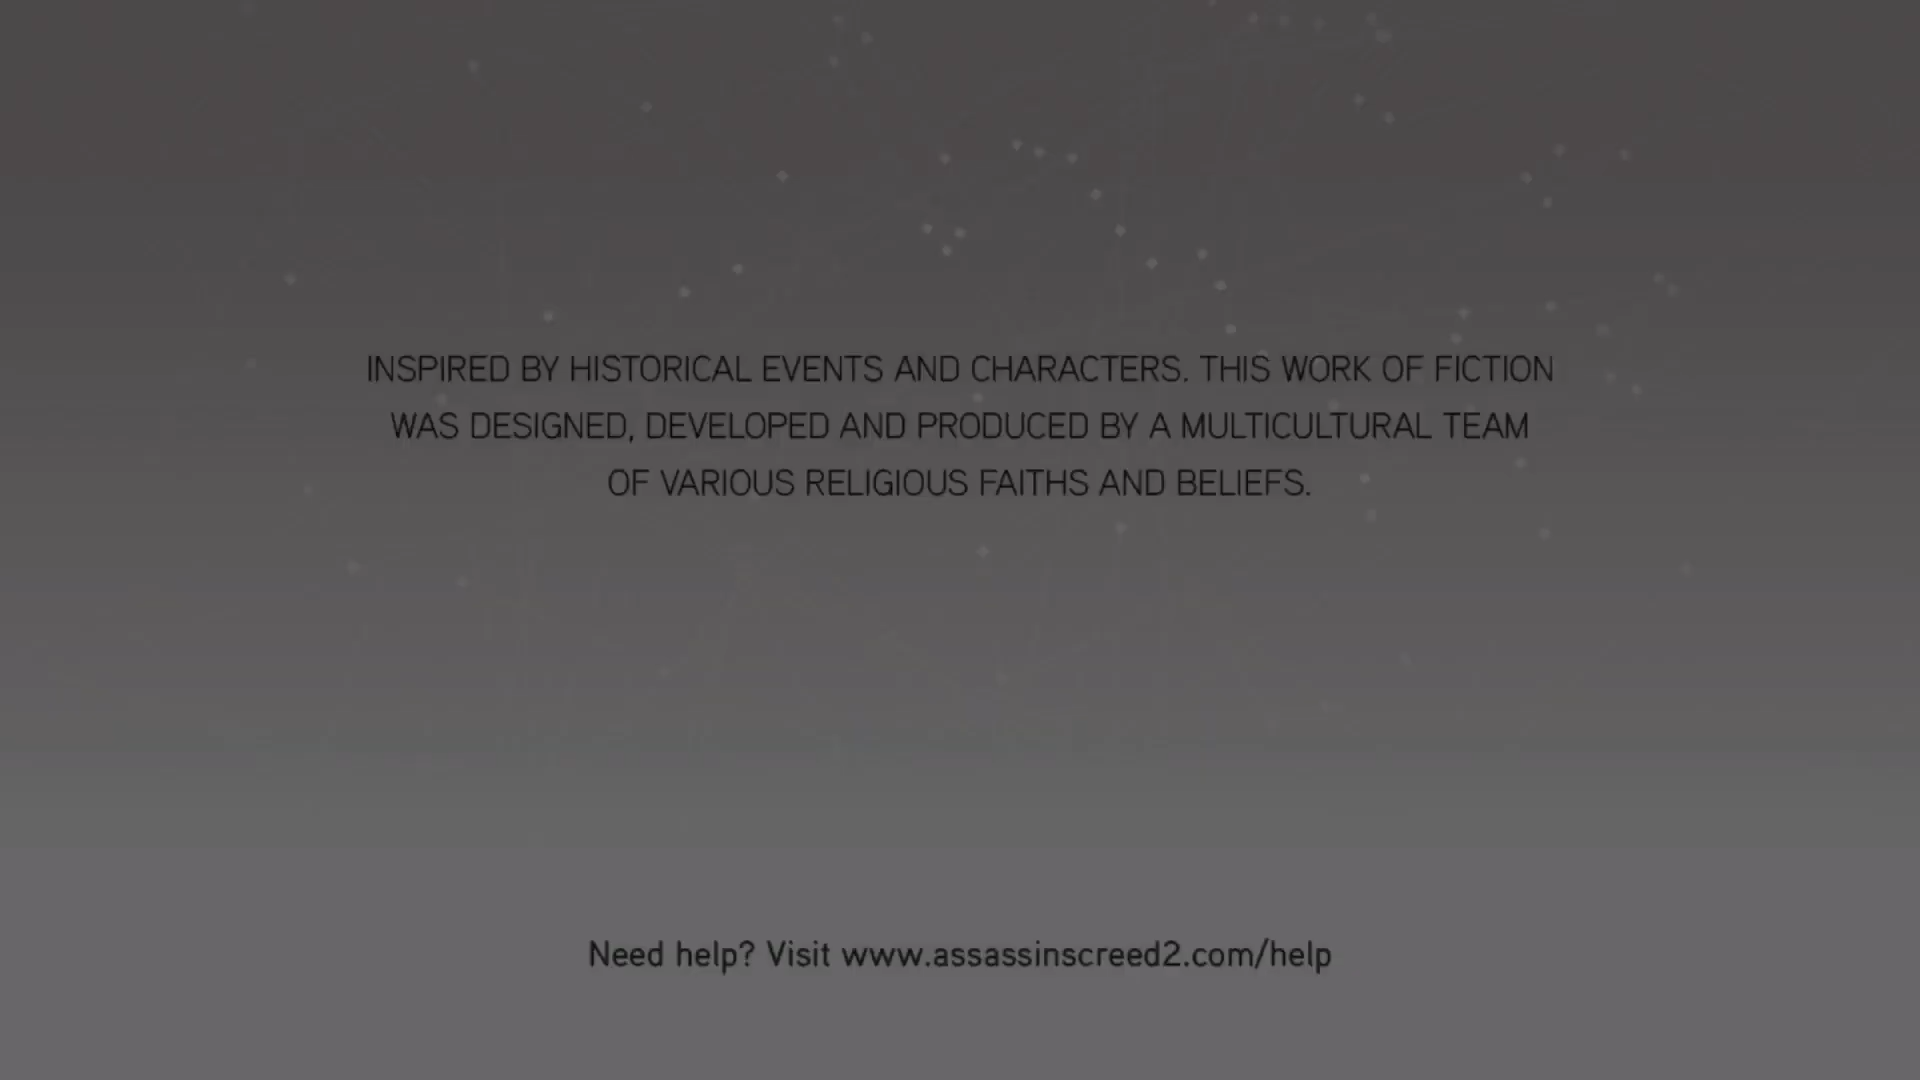 INSPIRED BY HISTORICAL EVENTS AND CHARACTERS. THIS WORK OF FICTION
WAS DESIGNED, DEVELOPED AND PRODUCED BY A MULTICULTURAL TEAM
OF VARIOUS RELIGIOUS FAITHS AND BELIEFS.
Need help? Visit www.assassinscreed2.com/help